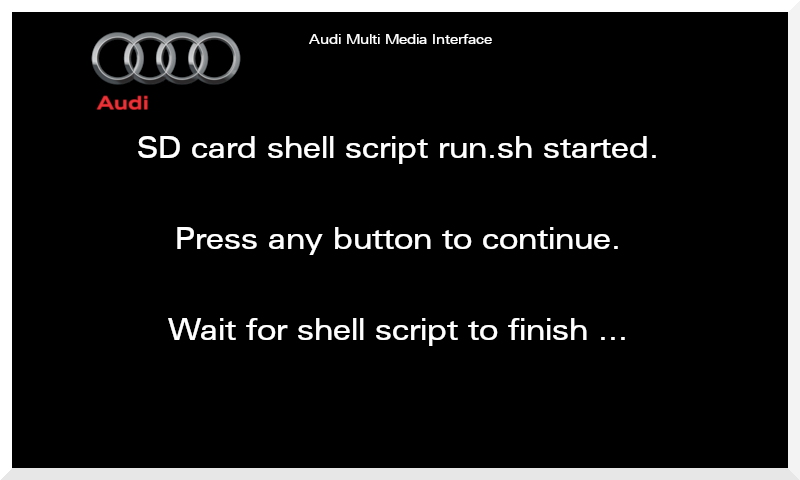 Audi Multi Media Interface
Audi
SD card shell script run.sh started.
Press any button to continue.
Wait for shell script to finish ...